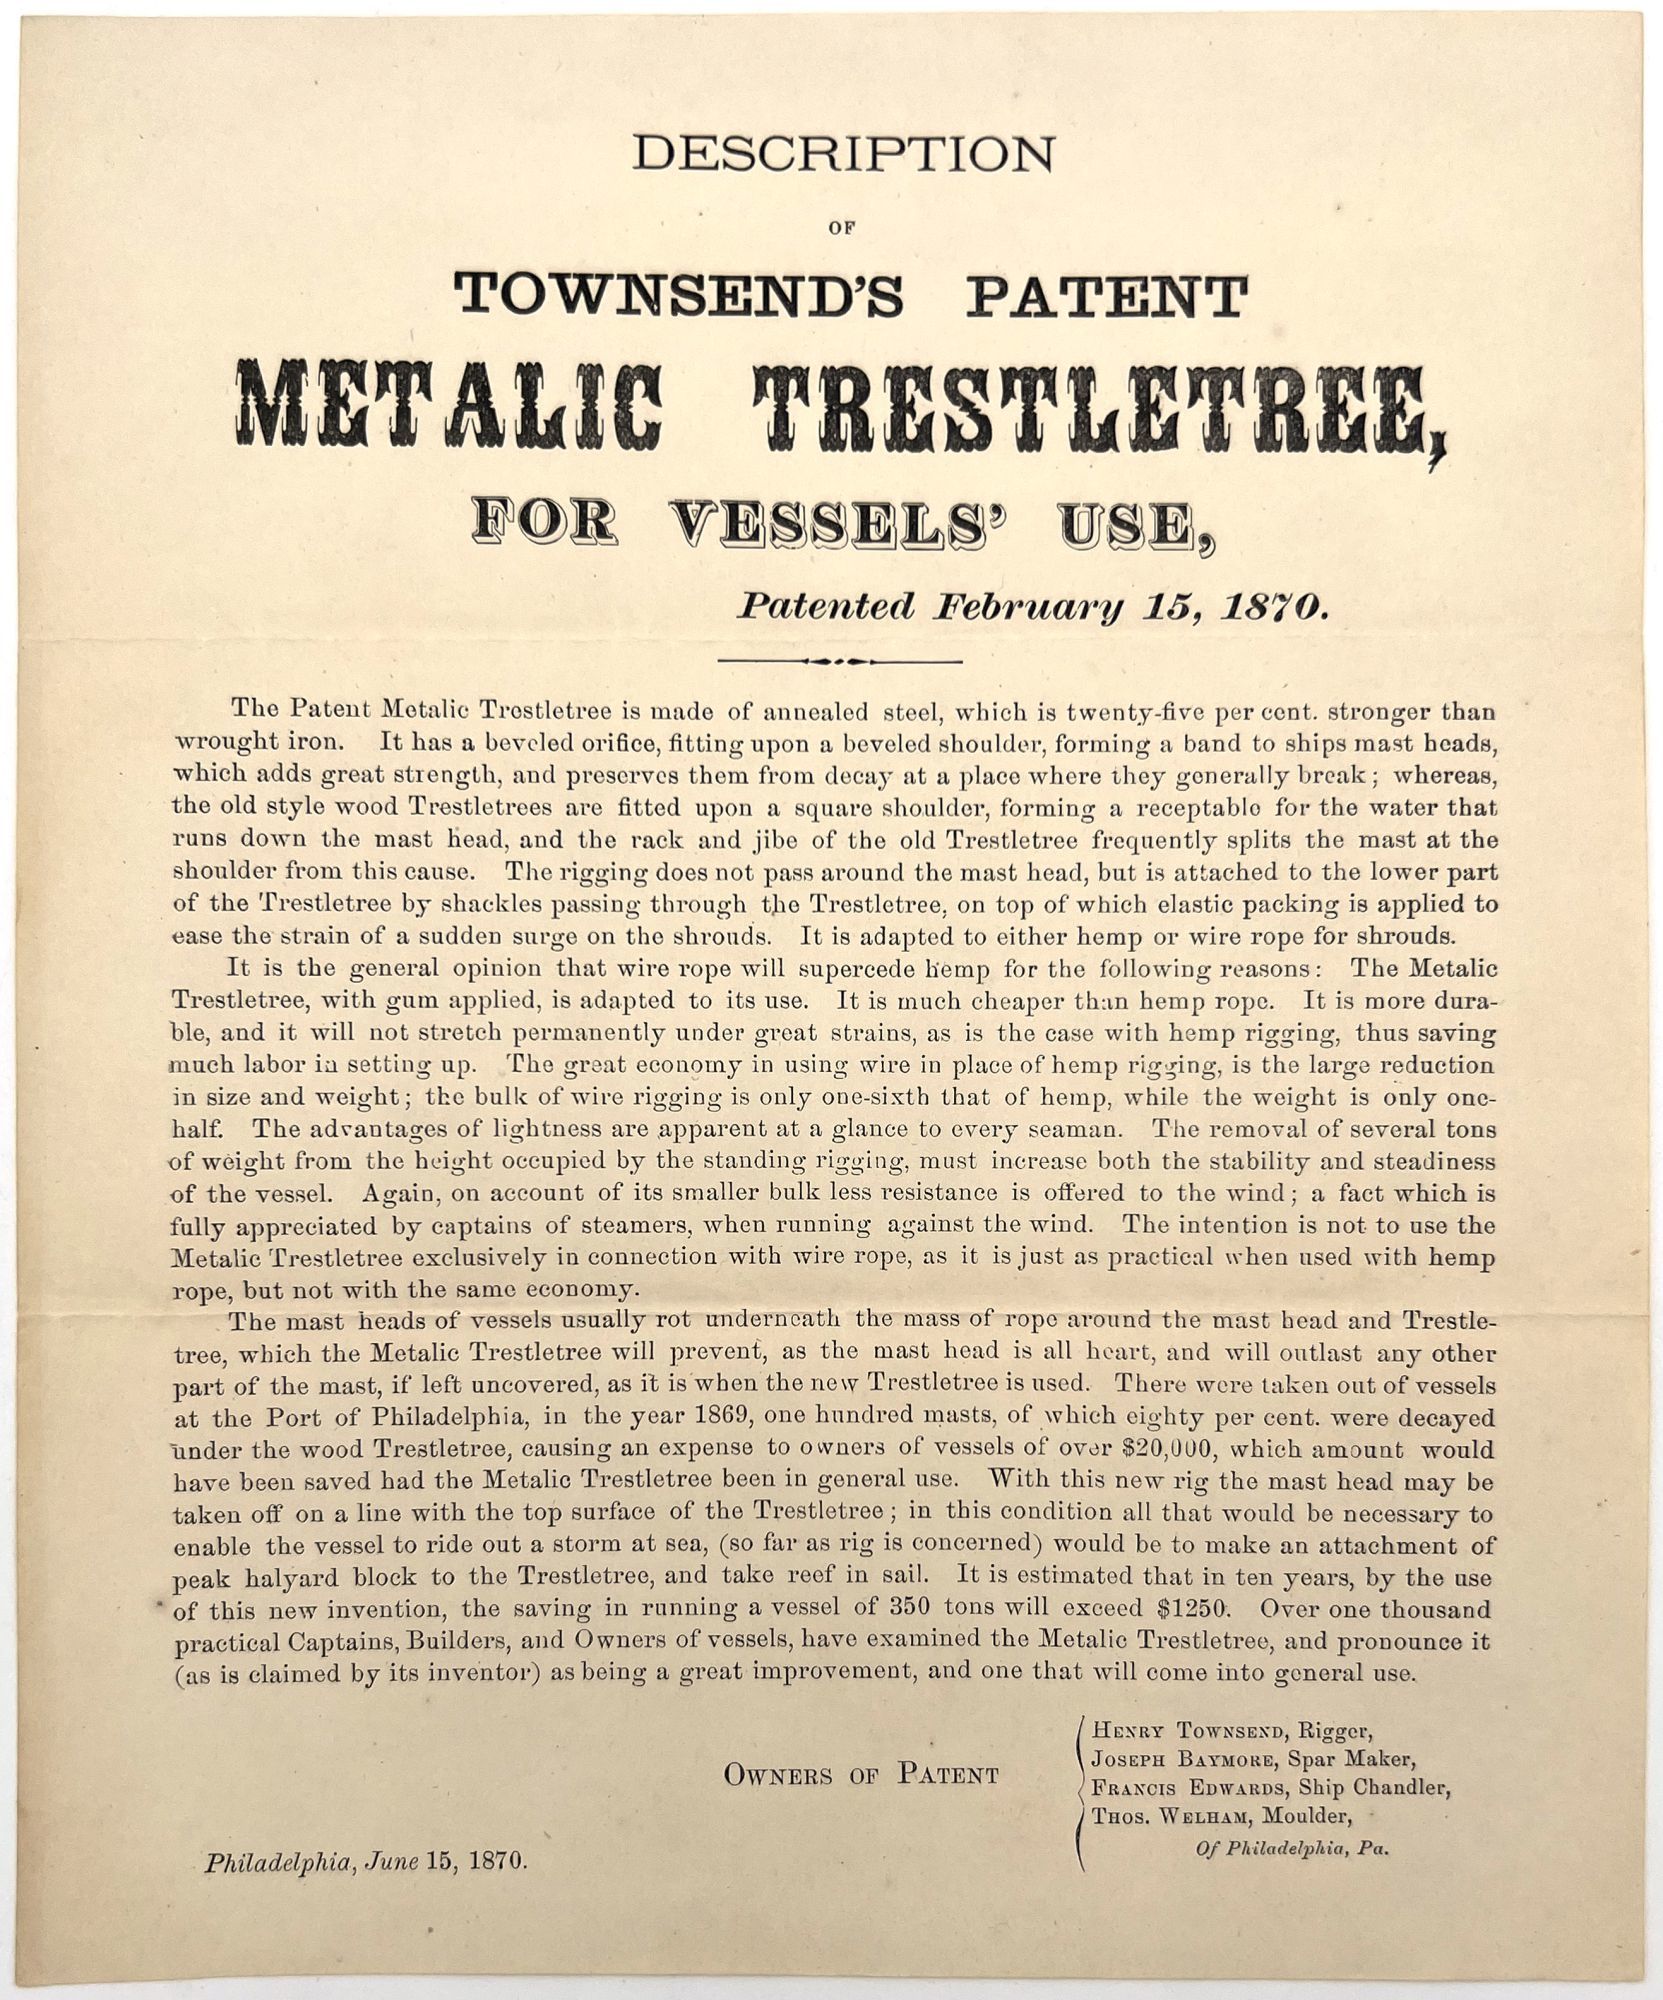 DESCRIPTION
OF
TOWNSEND'S PATENT
METALIC TRESTLETREE,
FOR VESSELS' USE,
Patented February 15, 1870.
The Patent Metalic Trestletree is made of annealed steel, which is twenty-five per cent. stronger than
wrought iron. It has a beveled orifice, fitting upon a beveled shoulder, forming a band to ships mast heads,
which adds great strength, and preserves them from decay at a place where they generally break; whereas,
the old style wood Trestletrees are fitted upon a square shoulder, forming a receptable for the water that
runs down the mast head, and the rack and jibe of the old Trestletree frequently splits the mast at the
shoulder from this cause. The rigging does not pass around the mast head, but is attached to the lower part
of the Trestletree by shackles passing through the Trestletree, on top of which elastic packing is applied to
ease the strain of a sudden surge on the shrouds. It is adapted to either hemp or wire rope for shrouds.
It is the general opinion that wire rope will supercede hemp for the following reasons: The Metalic
Trestletree, with gum applied, is adapted to its use. It is much cheaper than hemp rope. It is more dura-
ble, and it will not stretch permanently under great strains, as is the case with hemp rigging, thus saving
much labor in setting up. The great economy in using wire in place of hemp rigging, is the large reduction
in size and weight; the bulk of wire rigging is only one-sixth that of hemp, while the weight is only one-
half. The advantages of lightness are apparent at a glance to every seaman. The removal of several tons
of weight from the height occupied by the standing rigging, must increase both the stability and steadiness
of the vessel. Again, on account of its smaller bulk less resistance is offered to the wind; a fact which is
fully appreciated by captains of steamers, when running against the wind. The intention is not to use the
Metalic Trestletree exclusively in connection with wire rope, as it is just as practical when used with hemp
rope, but not with the same economy.
The mast heads of vessels usually rot underneath the mass of rope around the mast head and Trestle-
tree, which the Metalic Trestletree will prevent, as the mast head is all heart, and will outlast any other
part of the mast, if left uncovered, as it is when the new Trestletree is used. There were taken out of vessels
at the Port of Philadelphia, in the year 1869, one hundred masts, of which eighty per cent. were decayed
under the wood Trestletree, causing an expense to owners of vessels of over $20,000, which amount would
have been saved had the Metalic Trestletree been in general use. With this new rig the mast head may be
taken off on a line with the top surface of the Trestletree; in this condition all that would be necessary to
enable the vessel to ride out a storm at sea, (so far as rig is concerned) would be to make an attachment of
peak halyard block to the Trestletree, and take reef in sail. It is estimated that in ten years, by the use
of this new invention, the saving in running a vessel of 350 tons will exceed $1250. Over one thousand
practical Captains, Builders, and Owners of vessels, have examined the Metalic Trestletree, and pronounce it
(as is claimed by its inventor) as being a great improvement, and one that will come into general use.
OWNERS OF PATENT
HENRY TOWNSEND, Rigger,
JOSEPH BAYMORE, Spar Maker,
FRANCIS EDWARDS, Ship Chandler,
THOS. WELHAM, Moulder,
Of Philadelphia, Pa.
Philadelphia, June 15, 1870.